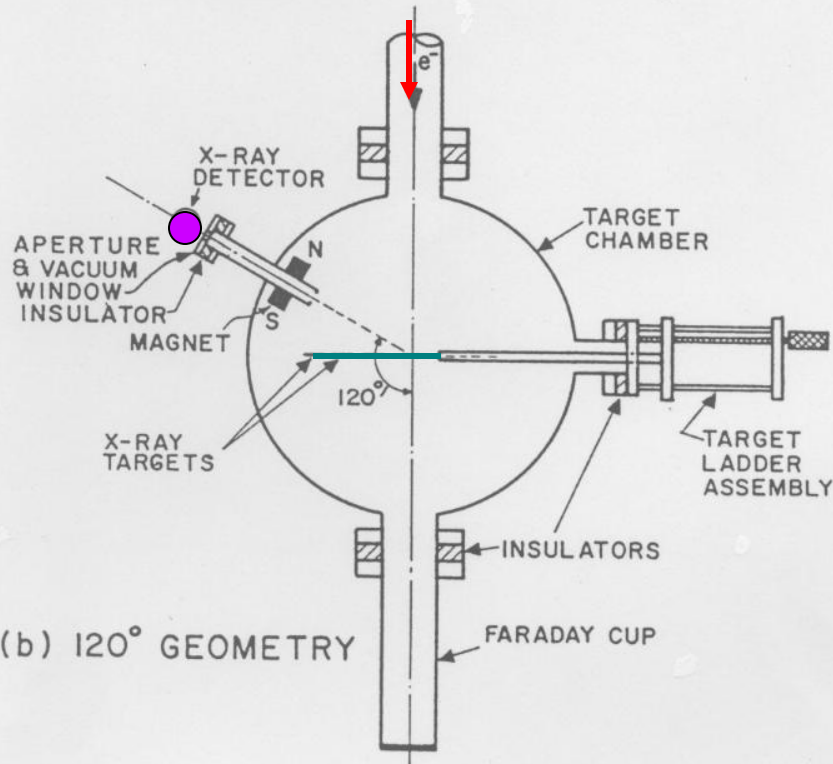 e-
X-RAY
DETECTOR
TARGET
CHAMBER
APERTURE
& VACUUM
WINDOW
INSULATOR
N
MAGNET
S
120°
X-RAY
TARGETS
TARGET
LADDER
ASSEMBLY
INSULATORS
(b) 120° GEOMETRY
FARADAY CUP